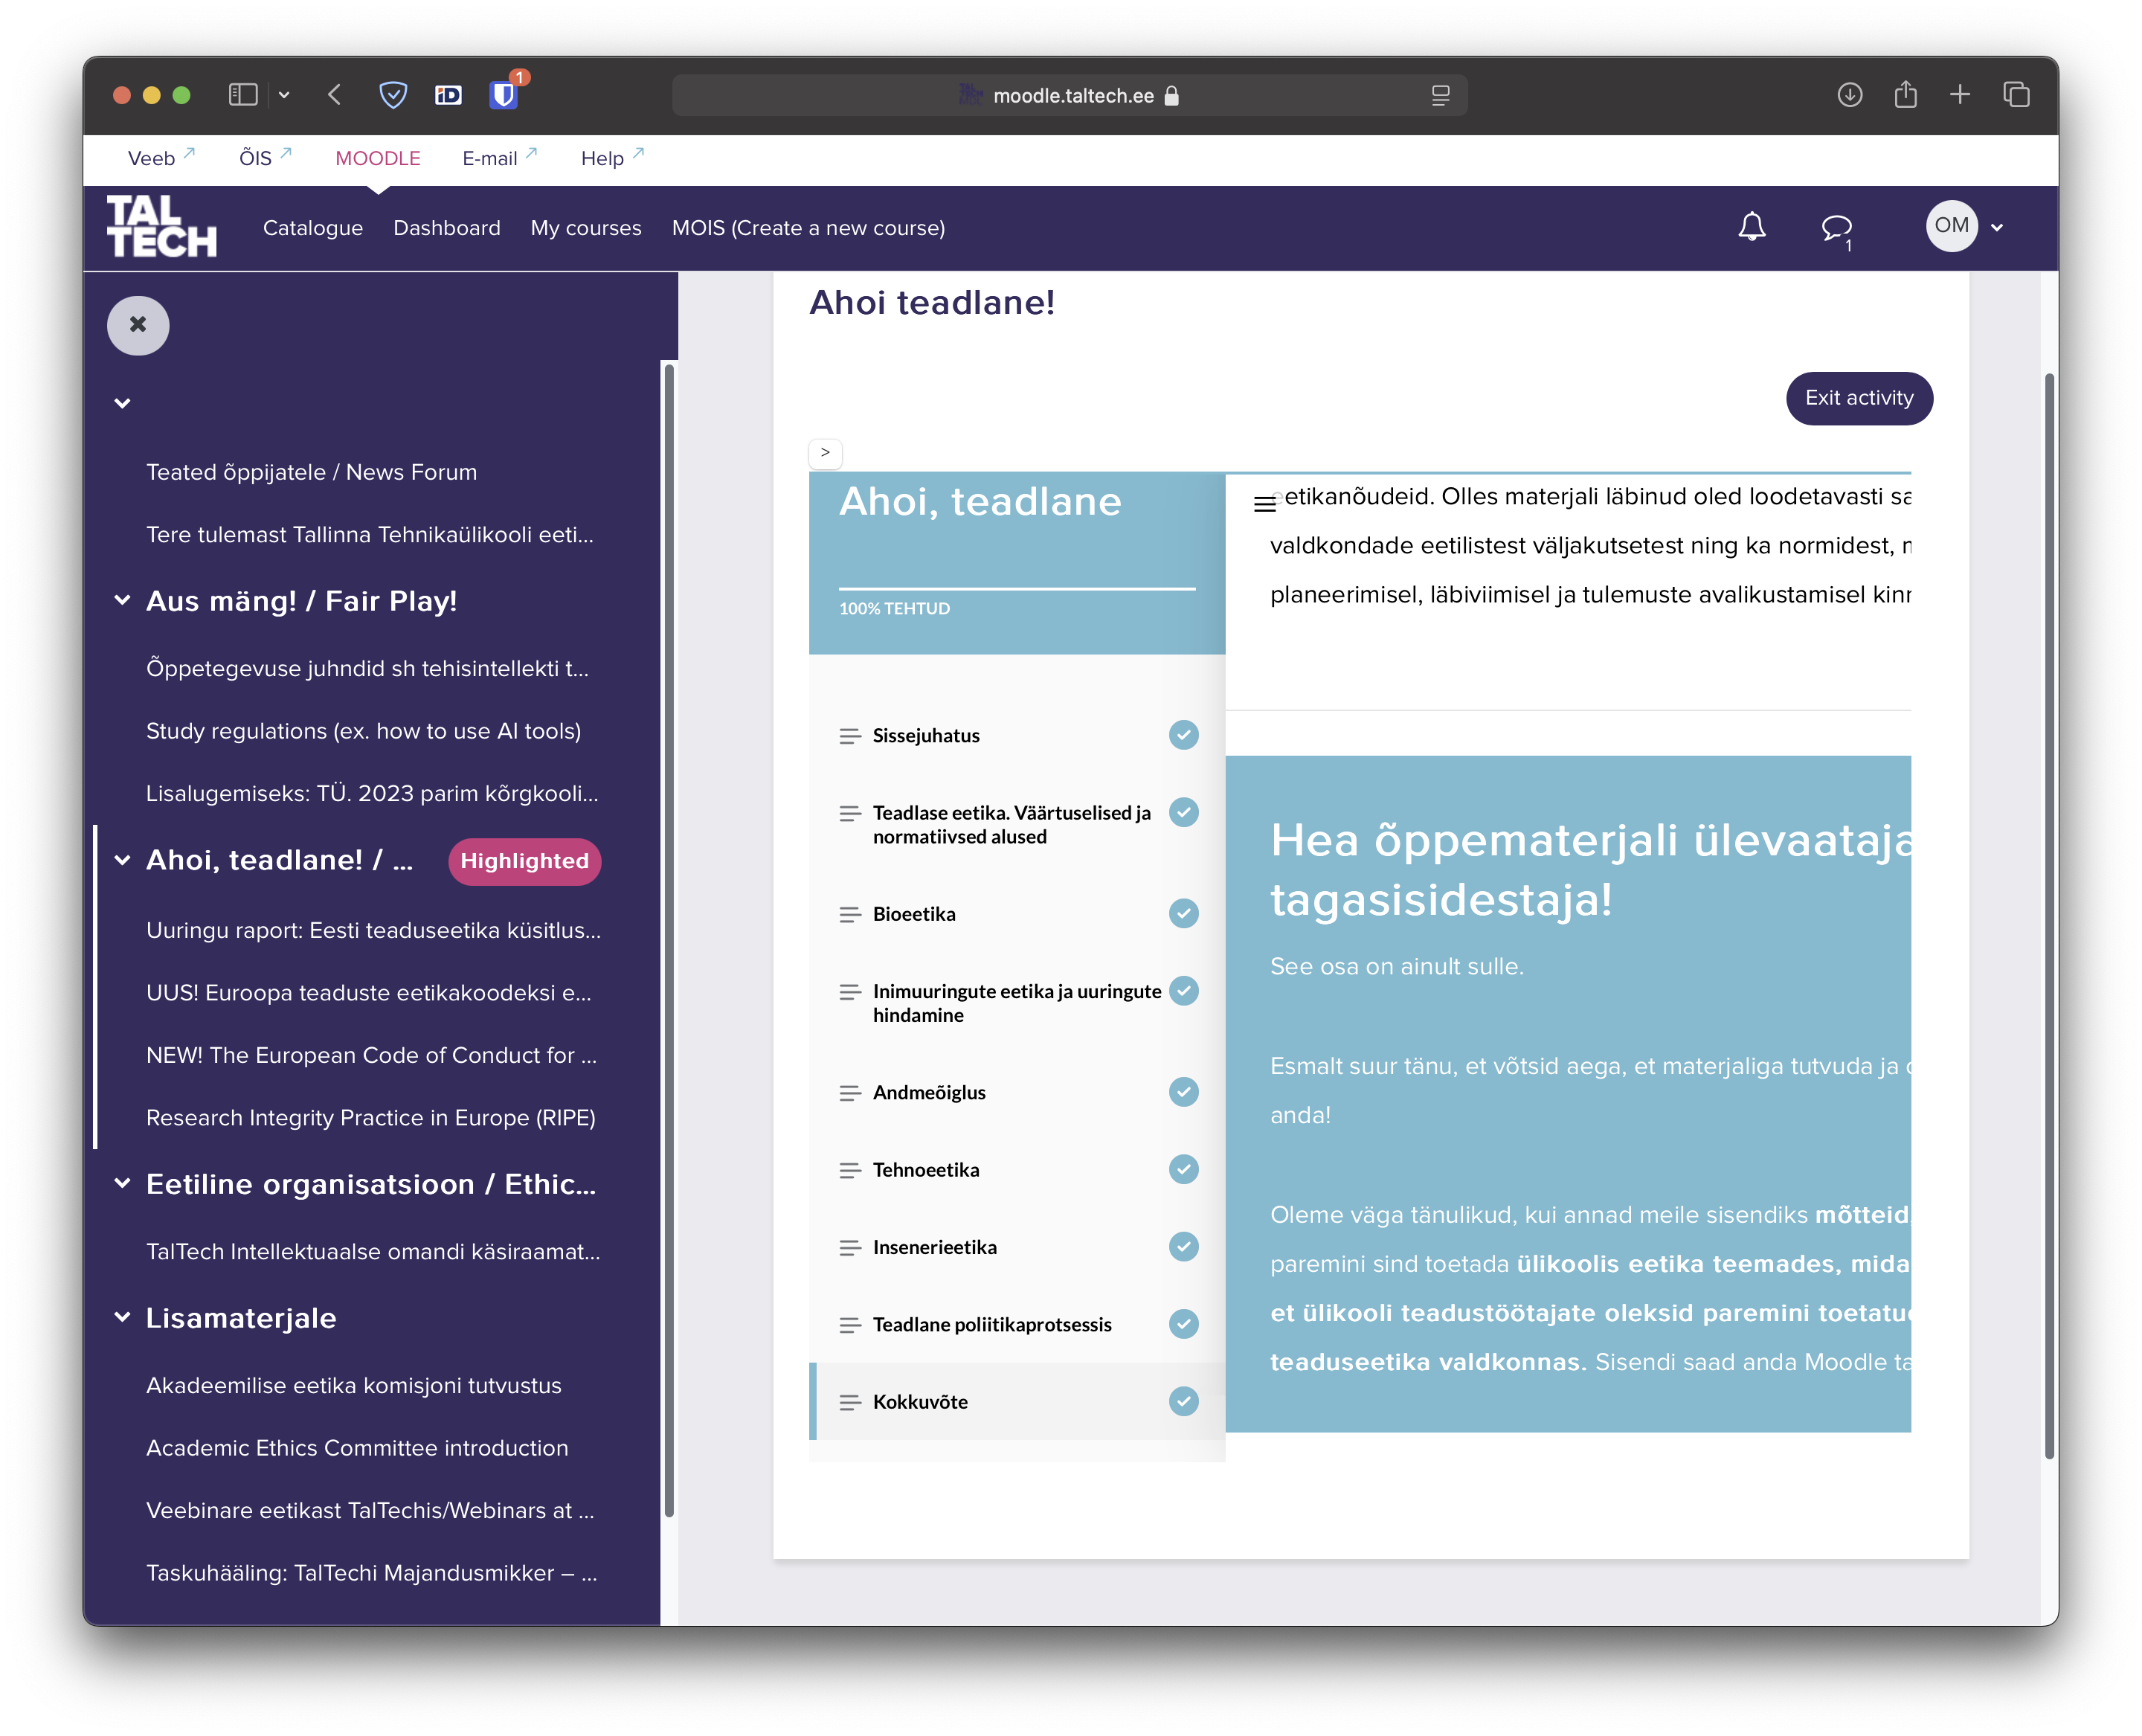 1
moodle.taltech.ee
Veeb
ÕIS
MOODLE
E-mail
Help
TAL
TECH
Catalogue
Dashboard
My courses
MOIS (Create a new course)
1
OM
Teated õppijatele / News Forum
Tere tulemast Tallinna Tehnikaülikooli eeti...
Aus mäng! / Fair Play!
Õppetegevuse juhndid sh tehisintellekti t...
Study regulations (ex. how to use AI tools)
Lisalugemiseks: TÜ. 2023 parim kõrgkooli...
Ahoi, teadlane! / ...
Highlighted
Uuringu raport: Eesti teaduseetika küsitlus...
UUS! Euroopa teaduste eetikakoodeksi e...
NEW! The European Code of Conduct for ...
Research Integrity Practice in Europe (RIPE)
Eetiline organisatsioon / Ethic...
TalTech Intellektuaalse omandi käsiraamat...
Lisamaterjale
Akadeemilise eetika komisjoni tutvustus
Academic Ethics Committee introduction
Veebinare eetikast TalTechis/Webinars at ...
Taskuhääling: TalTechi Majandusmikker – ...
Ahoi teadlane!
Exit activity
>
Ahoi, teadlane
100% TEHTUD
Sissejuhatus
Teadlase eetika. Väärtuselised ja
normatiivsed alused
Bioeetika
Inimuuringute eetika ja uuringute
hindamine
Andmeõiglus
Tehnoeetika
Insenerieetika
Teadlane poliitikaprotsessis
Kokkuvõte
eetikanõudeid. Olles materjali läbinud oled loodetavasti sa
valdkondade eetilistest väljakutsetest ning ka normidest,
planeerimisel, läbiviimisel ja tulemuste avalikustamisel
Hea õppematerjali ülevaataja
tagasisidestaja!
See osa on ainult sulle.
Esmalt suur tänu, et võtsid aega, et materjaliga tutvuda ja
anda!
Oleme väga tänulikud, kui annad meile sisendiks mõtteid,
paremini sind toetada ülikoolis eetika teemades, mida
et ülikooli teadustöötajate oleksid paremini
teaduseetika valdkonnas. Sisendi saad anda Moodle ta